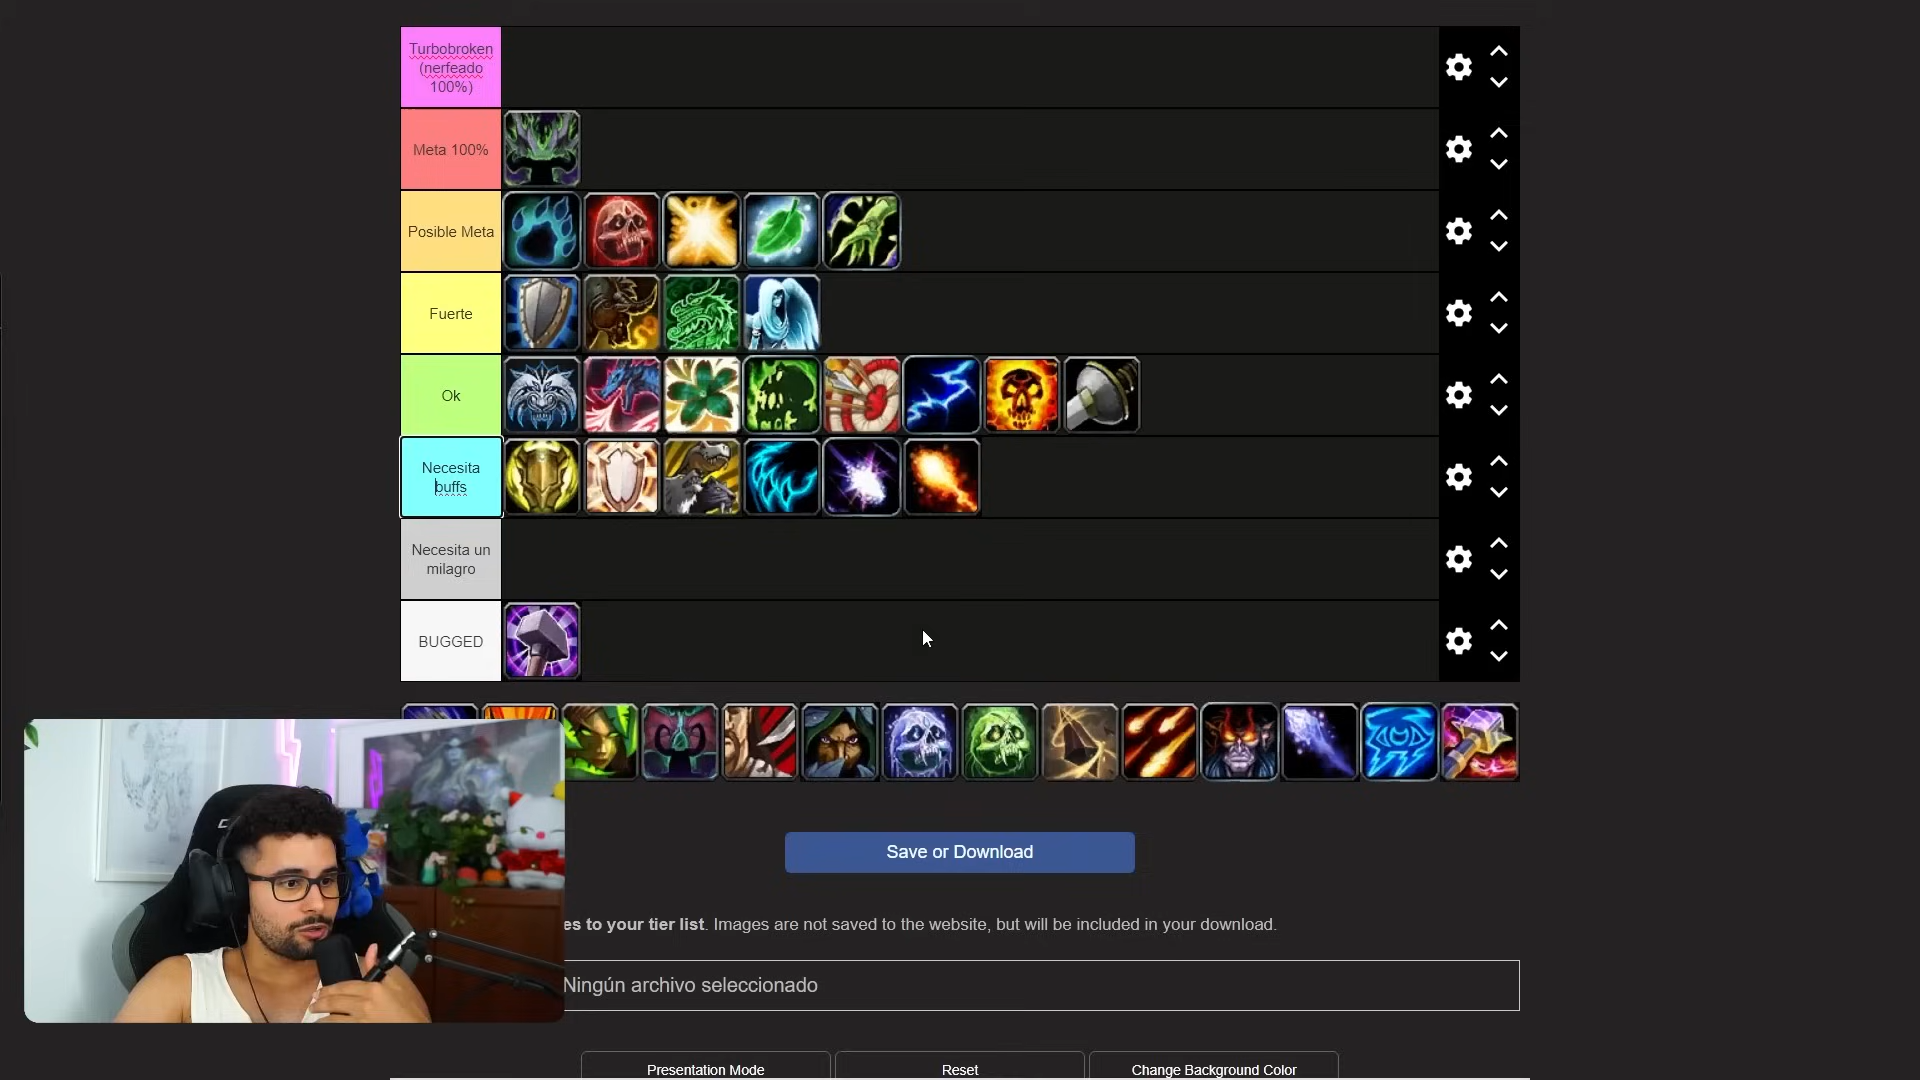 Turbobroken
(nerfeado
100%)
Meta 100%
Posible Meta
Fuerte
Ok
Necesita
buffs
Necesita un
milagro
BUGGED
Save or Download
es to your tier list. Images are not saved to the website, but will be included in your download.
Ningún archivo seleccionado
Presentation Mode
Reset
Change Background Color